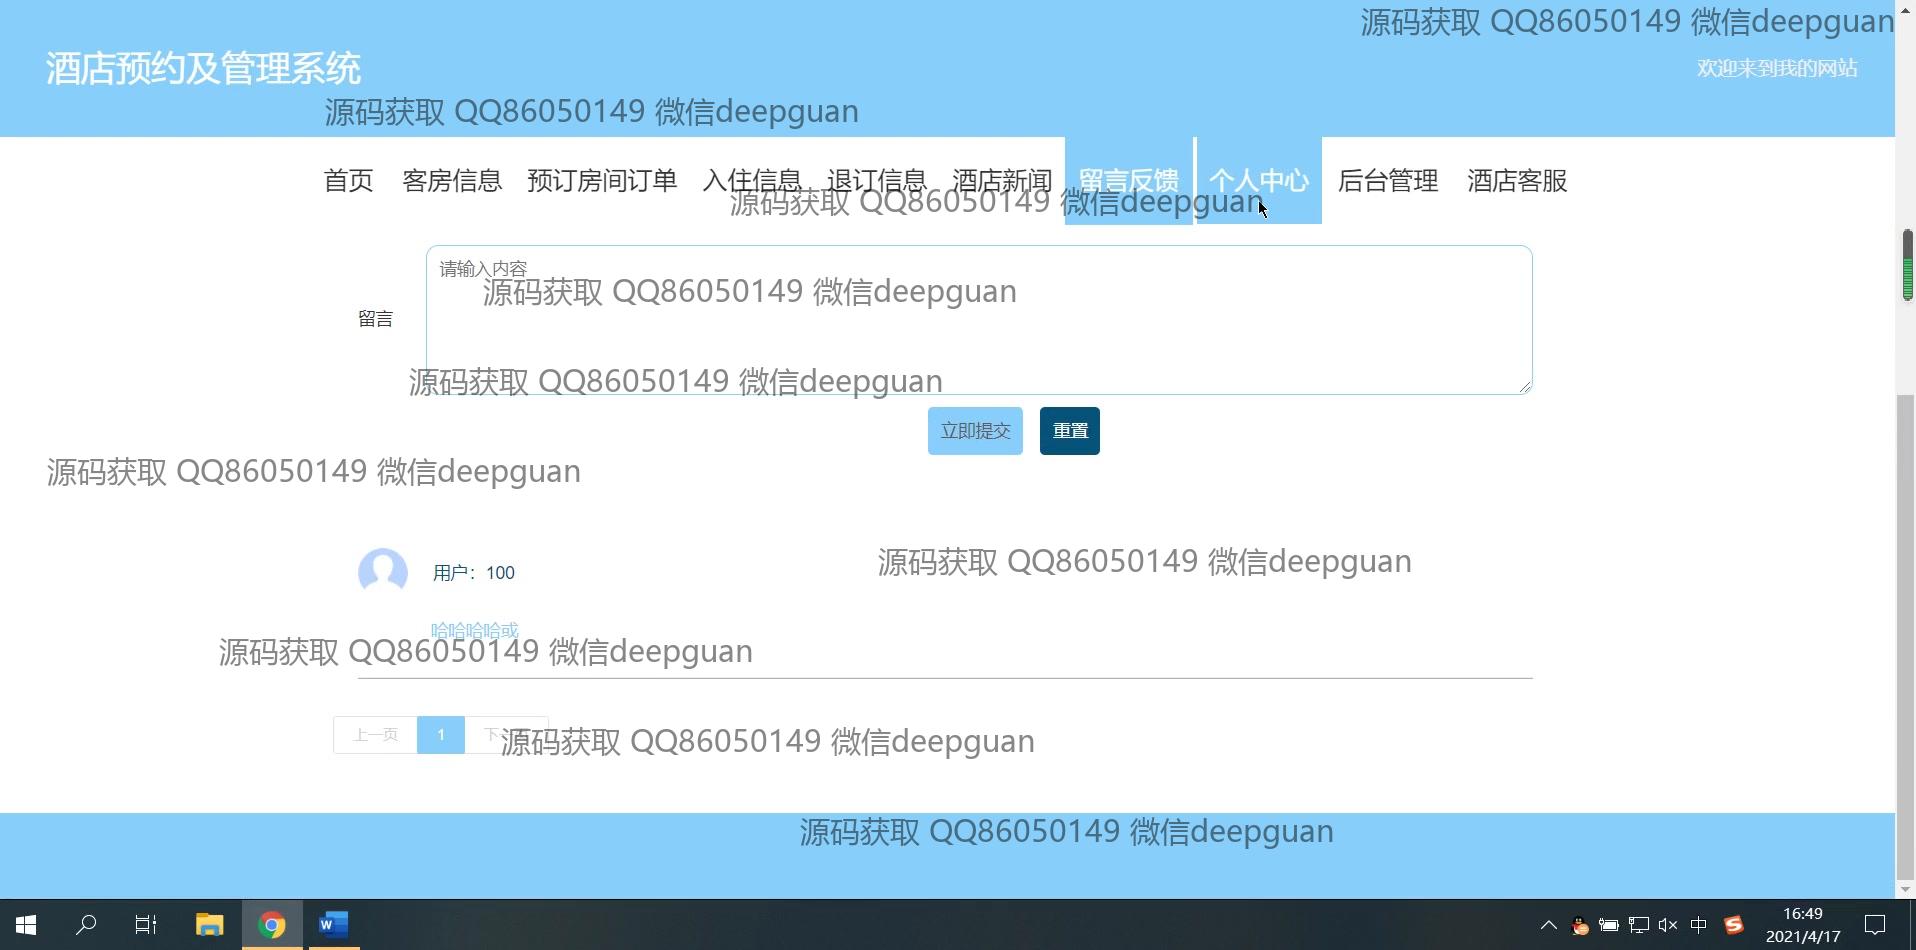 源码获取 QQ86050149 微信deepguan
酒店预约及管理系统
欢迎来到我的网站
源码获取 QQ86050149 微信deepguan
首页 客房信息 预订房间订单 入住信息 退订信息 酒店新闻 留言反馈 个人中心 后台管理 酒店客服
源码获取 QQ86050149 微信deepguan
请输入内容
源码获取 QQ86050149 微信deepguan
留言
源码获取 QQ86050149 微信deepguan
立即提交 重置
源码获取 QQ86050149 微信deepguan
源码获取 QQ86050149 微信deepguan
用户：100
哈哈哈哈或
源码获取 QQ86050149 微信deepguan
上一页 1 下
源码获取 QQ86050149 微信deepguan
源码获取 QQ86050149 微信deepguan
中
16:49
2021/4/17